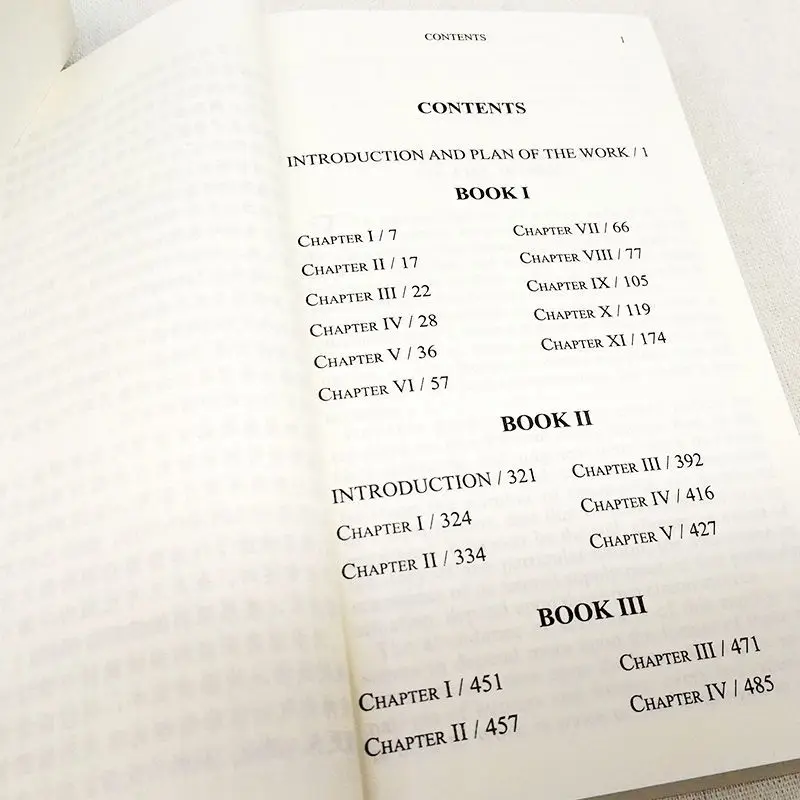 CONTENTS 1
CONTENTS
INTRODUCTION AND PLAN OF THE WORK / 1
BOOK I
CHAPTER I / 7
CHAPTER II / 17
CHAPTER III / 22
CHAPTER IV / 28
CHAPTER V / 36
CHAPTER VI / 57
CHAPTER VII / 66
CHAPTER VIII / 77
CHAPTER IX / 105
CHAPTER X / 119
CHAPTER XI / 174
BOOK II
INTRODUCTION / 321
CHAPTER I / 324
CHAPTER II / 334
CHAPTER III / 392
CHAPTER IV / 416
CHAPTER V / 427
BOOK III
CHAPTER I / 451
CHAPTER II / 457
CHAPTER III / 471
CHAPTER IV / 485